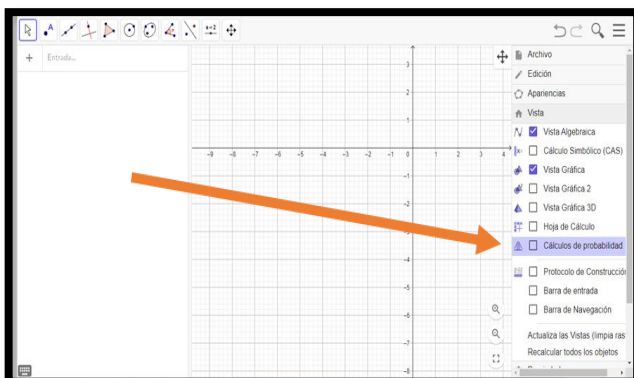 A
a=2
Entrada...
Archivo
Edición
Apariencias
Vista
Vista Algebraica
x= Cálculo Simbólico (CAS)
Vista Gráfica
Vista Gráfica 2
Vista Gráfica 3D
Hoja de Cálculo
Cálculos de probabilidad
Protocolo de Construcción
Barra de entrada
Barra de Navegación
Actualiza las Vistas (limpia ras
Recalcular todos los objetos
3
2
1
-9 -8 -7 -6 -5 -4 -3 -2 -1 0 1 2 3 4
-1
-2
-3
-4
-5
-6
-7
-8